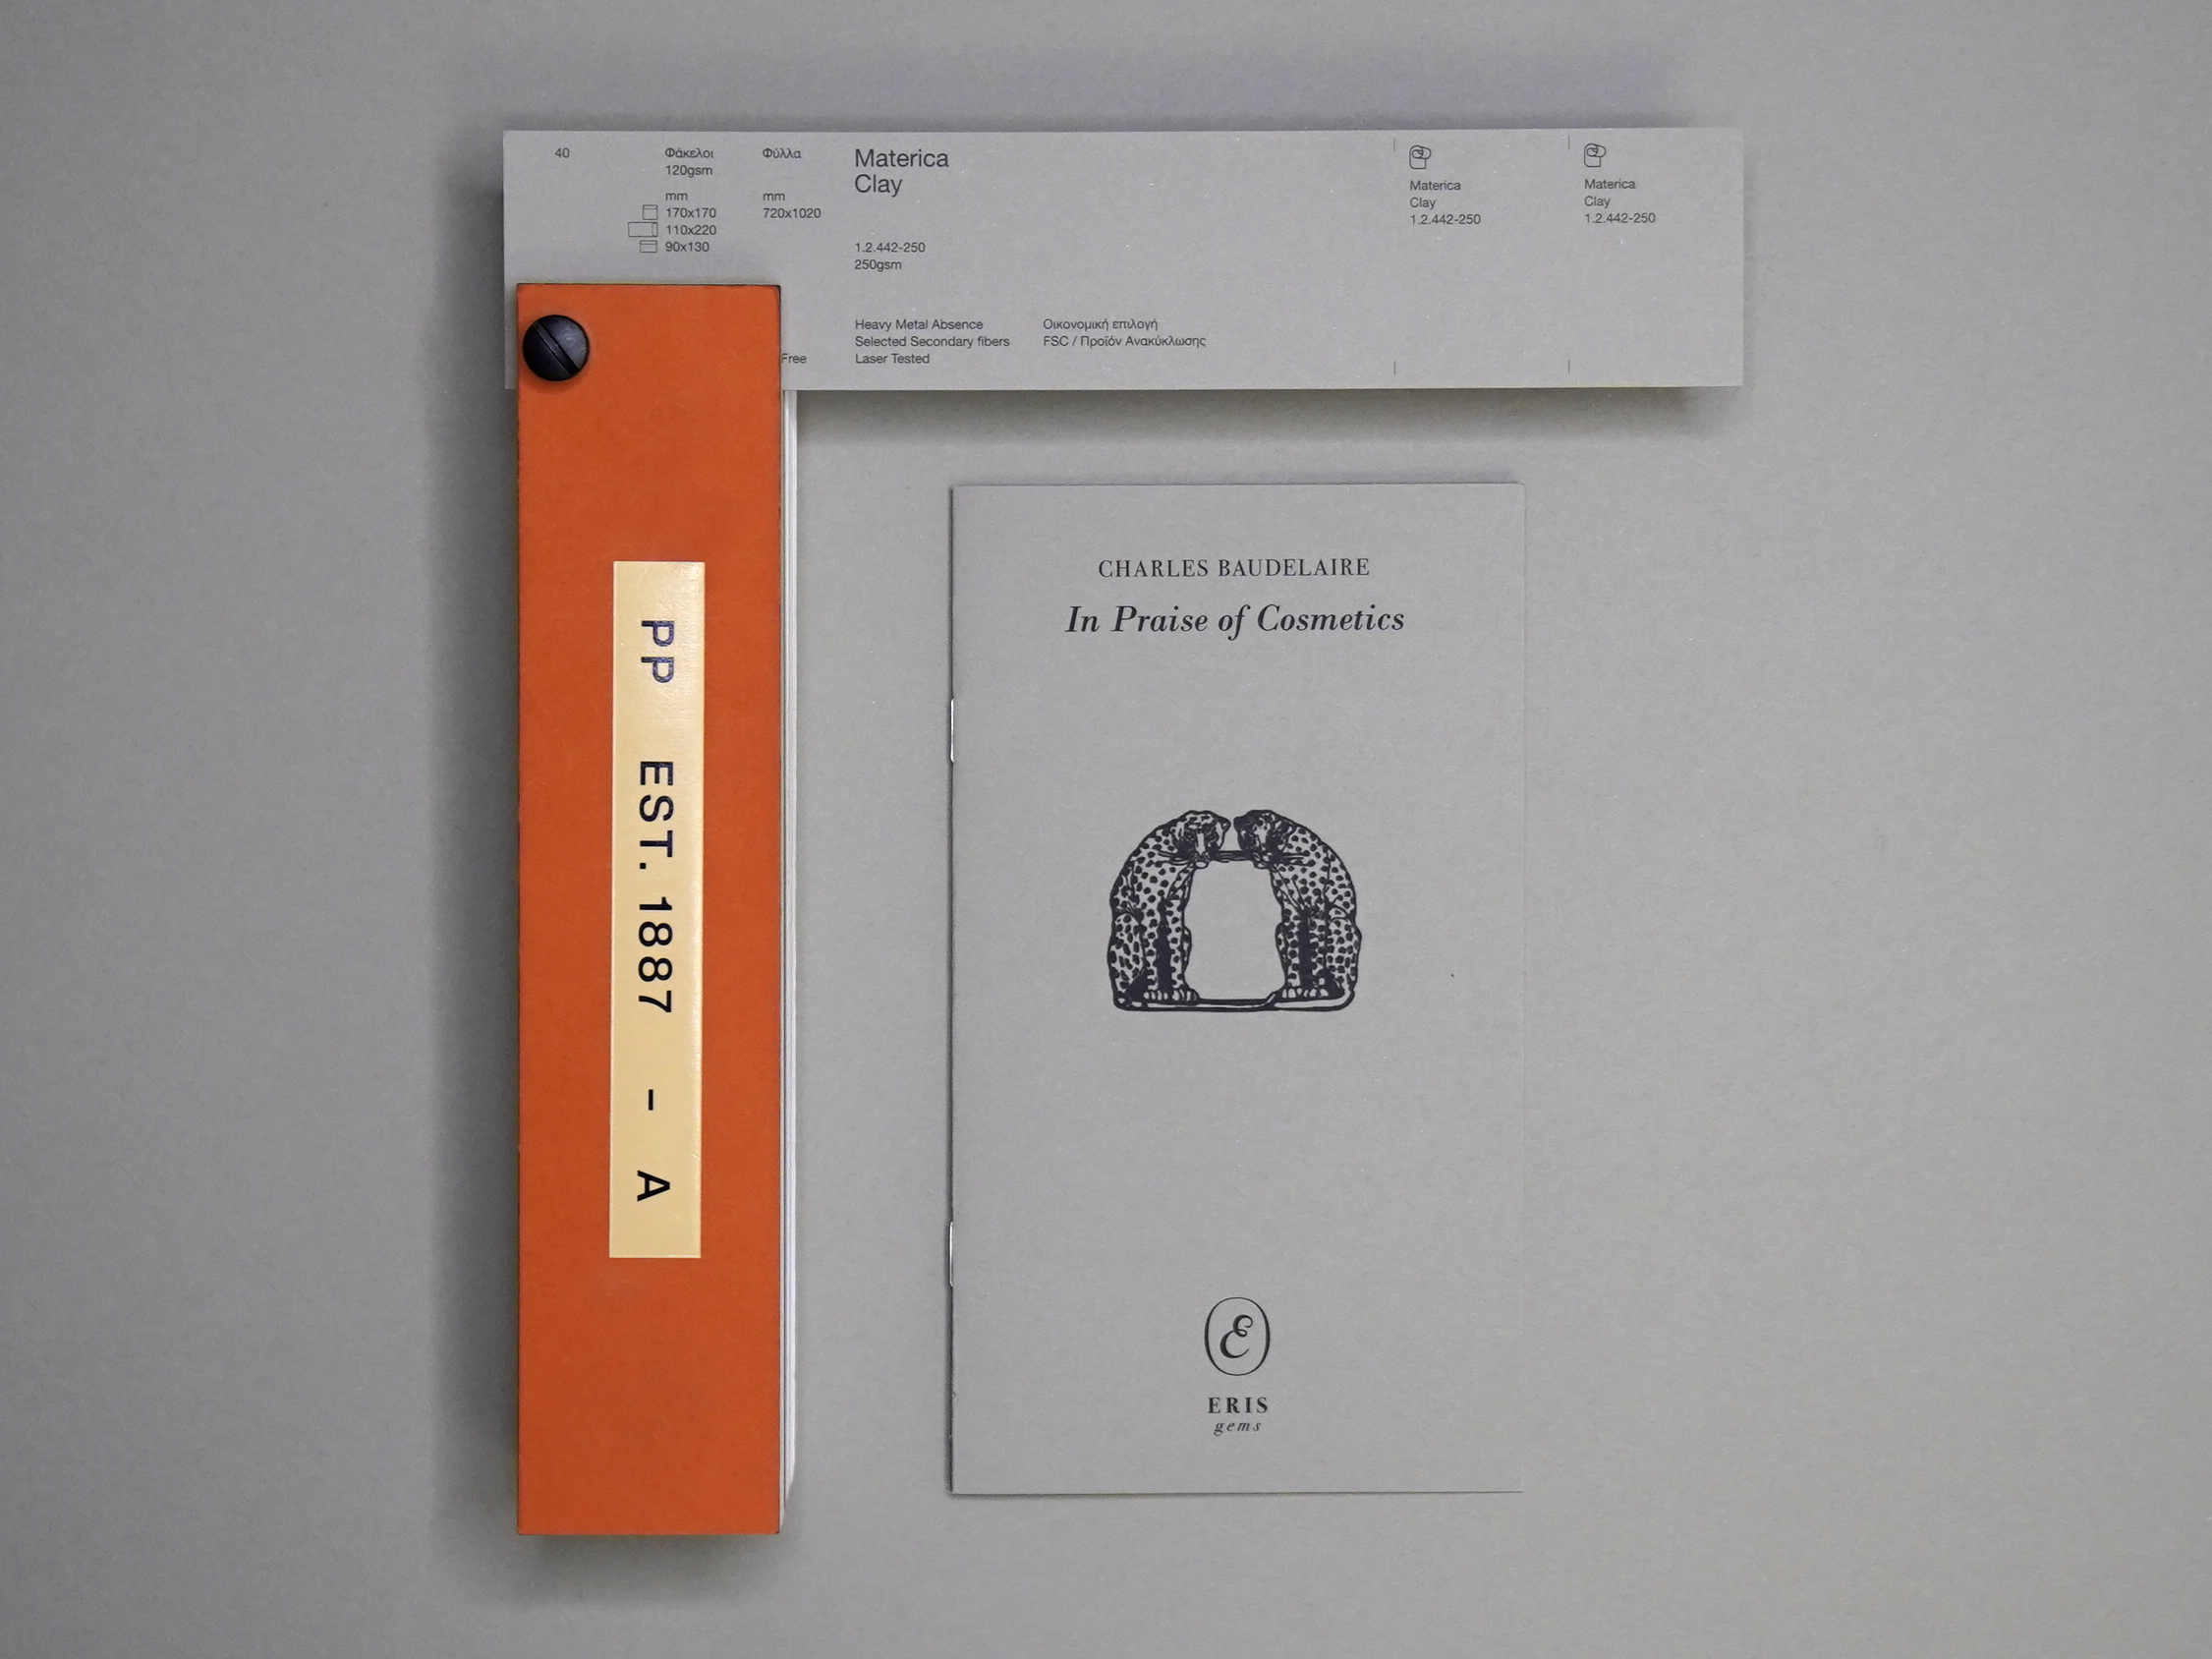 40
Φάκελοι
120gsm
mm
170x170
110x220
90x130
Φύλλα
mm
720x1020
Materica
Clay
1.2.442-250
250gsm
Free
Heavy Metal Absence
Selected Secondary fibers
Laser Tested
Οικονομική επιλογή
FSC / Προϊόν Ανακύκλωσης
Materica
Clay
1.2.442-250
Materica
Clay
1.2.442-250
PP EST. 1887 - A
CHARLES BAUDELAIRE
In Praise of Cosmetics
E
ERIS
gems